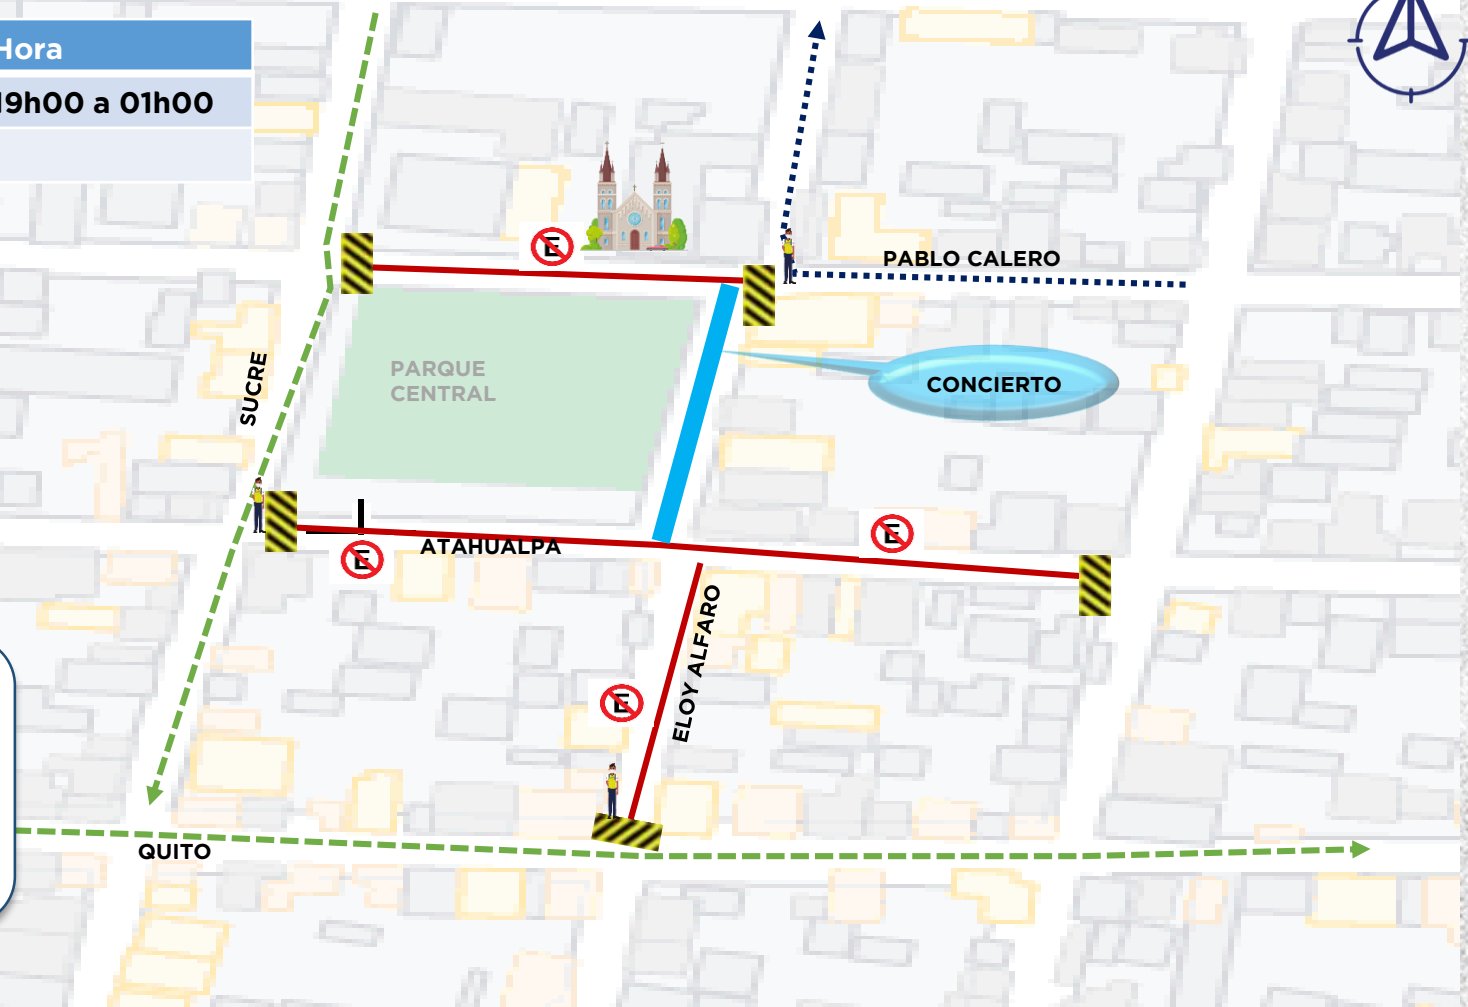 Hora
19h00 a 01h00
E
PABLO CALERO
SUCRE
PARQUE
CENTRAL
CONCIERTO
E
ATAHUALPA
E
ELOY ALFARO
E
QUITO